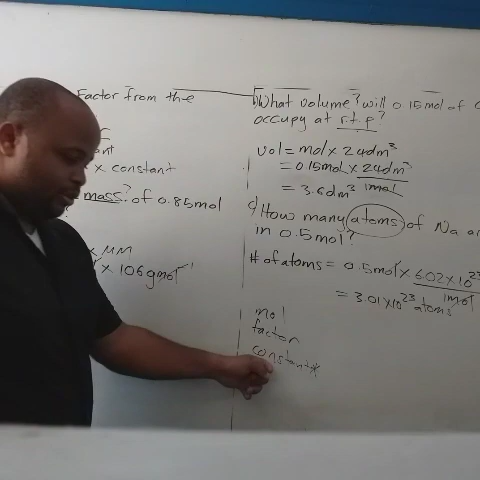 Factor from the
x constant
mass? of 0.85mol
x MM
x 106gmol⁻¹
b) What volume? will 0.15mol of
occupy at r.t.p?
vol = mol x 24dm³
= 0.15mol x 24dm³
1mol
= 3.6dm³
c) How many atoms of Na
in 0.5mol?
# of atoms = 0.5mol x 6.02x10²³
1mol
= 3.01x10²³ atoms
mol
factor
constant*